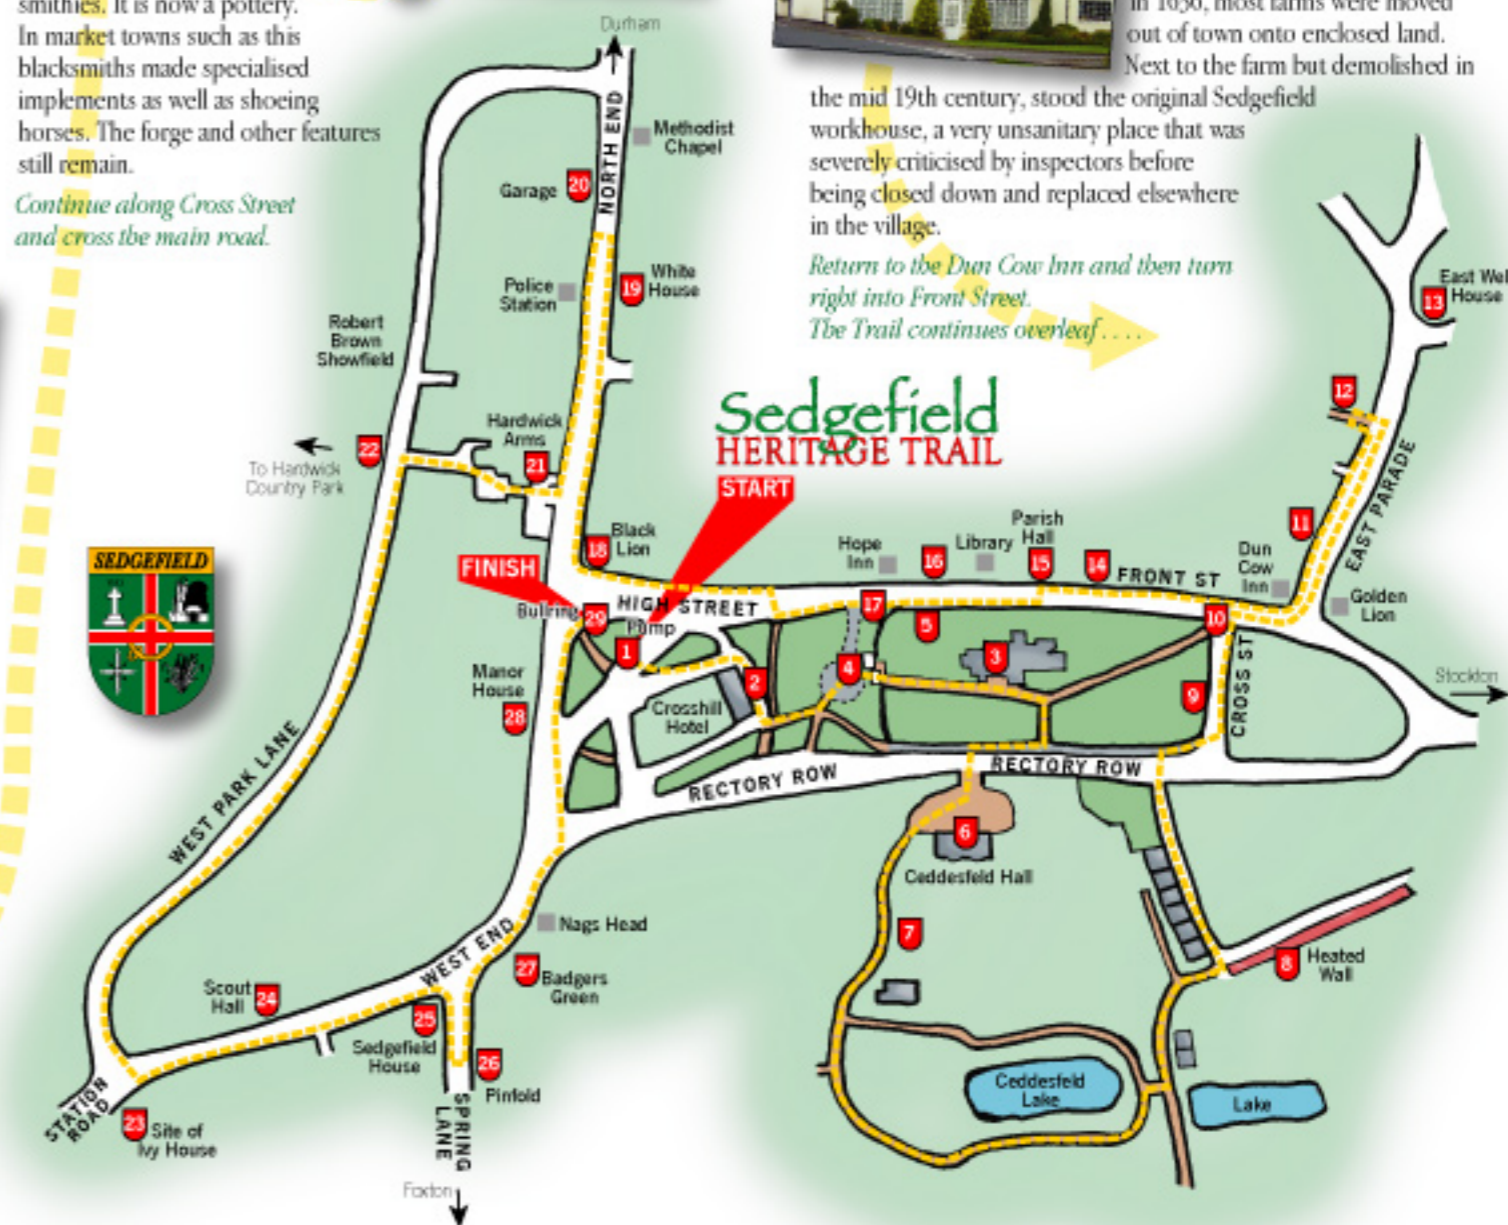 smithies. It is now a pottery.
In market towns such as this
blacksmiths made specialised
implements as well as shoeing
horses. The forge and other features
still remain.
Continue along Cross Street
and cross the main road.
in 1636, most farms were moved
out of town onto enclosed land.
Next to the farm but demolished in
the mid 19th century, stood the original Sedgefield
workhouse, a very unsanitary place that was
severely criticised by inspectors before
being closed down and replaced elsewhere
in the village.
Return to the Dun Cow Inn and then turn
right into Front Street.
The Trail continues overleaf . . . .
Sedgefield
HERITAGE TRAIL
START
FINISH
SEDGEFIELD
Durham
NORTH END
Methodist
Chapel
Garage
20
Police
Station
19
White
House
Robert
Brown
Showfield
Hardwick
Arms
21
22
To Hardwick
Country Park
18
Black
Lion
Bullring
29
HIGH STREET
Pump
1
Manor
House
28
2
Crosshill
Hotel
Hope
Inn
16
Library
Parish
Hall
15
14
FRONT ST
17
5
3
4
10
9
CROSS ST
Dun
Cow
Inn
11
12
13
East Wel
House
EAST PARADE
Golden
Lion
Stockton
RECTORY ROW
RECTORY ROW
6
Ceddesfeld Hall
7
8
Heated
Wall
Ceddesfeld
Lake
Lake
WEST PARK LANE
WEST END
Nags Head
27
Badgers
Green
Scout
Hall
24
25
Sedgefield
House
26
Pinfold
SPRING
LANE
Foxton
STATION
ROAD
23
Site of
Ivy House